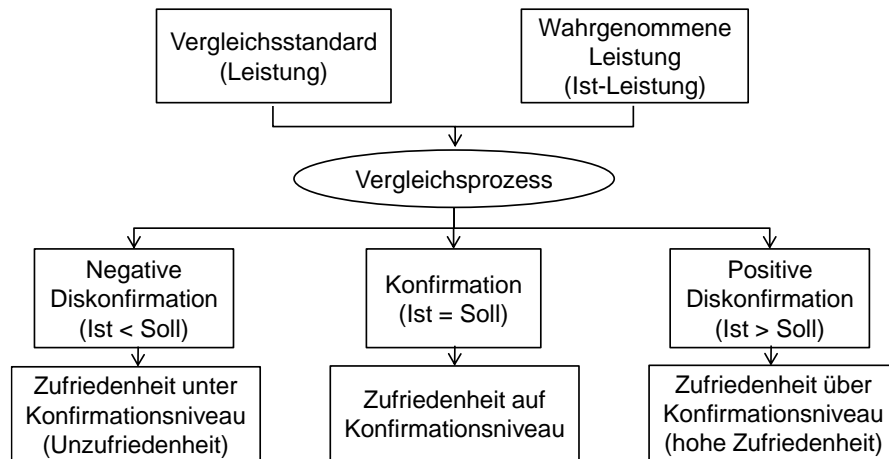 Vergleichsstandard
(Leistung)
Wahrgenommene
Leistung
(Ist-Leistung)
Vergleichsprozess
Negative
Diskonfirmation
(Ist < Soll)
Konfirmation
(Ist = Soll)
Positive
Diskonfirmation
(Ist > Soll)
Zufriedenheit unter
Konfirmationsniveau
(Unzufriedenheit)
Zufriedenheit auf
Konfirmationsniveau
Zufriedenheit über
Konfirmationsniveau
(hohe Zufriedenheit)